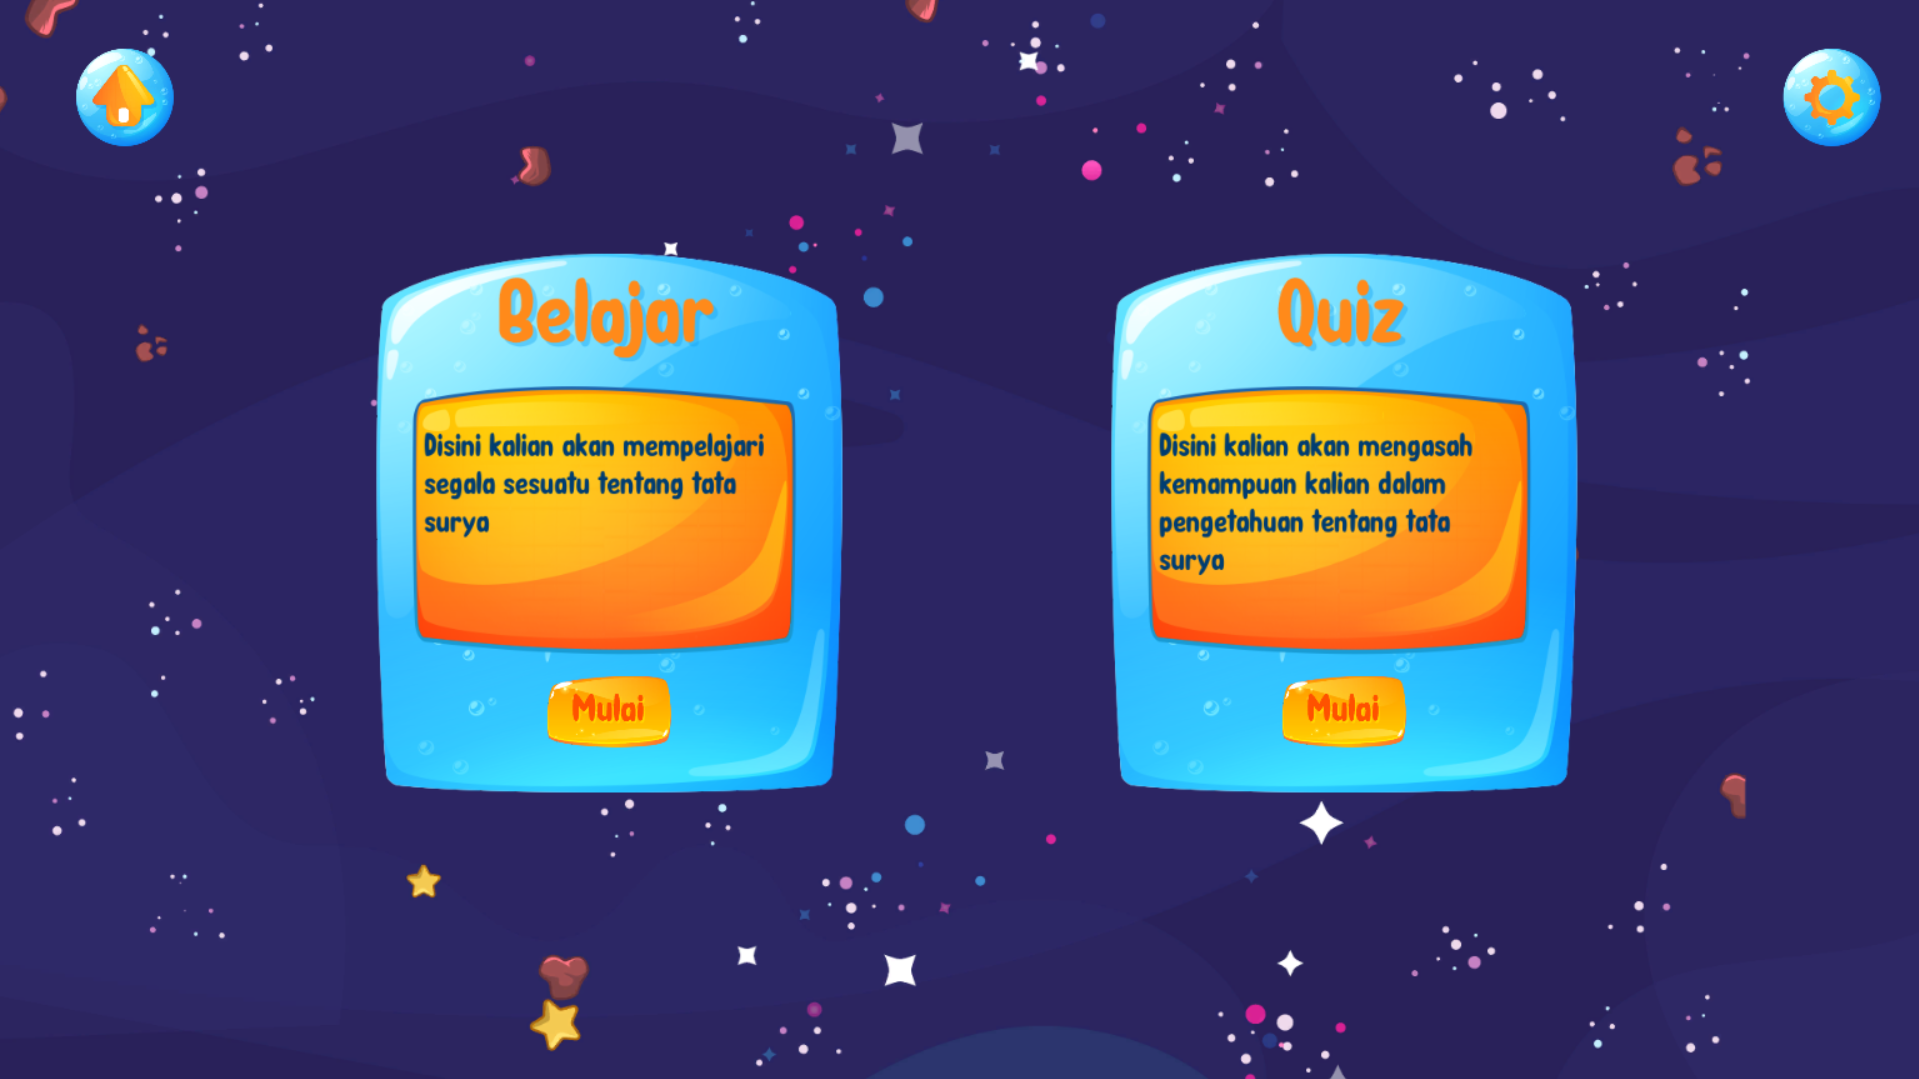 Belajar
Disini kalian akan mempelajari
segala sesuatu tentang tata
surya
Mulai
Quiz
Disini kalian akan mengasah
kemampuan kalian dalam
pengetahuan tentang tata
surya
Mulai